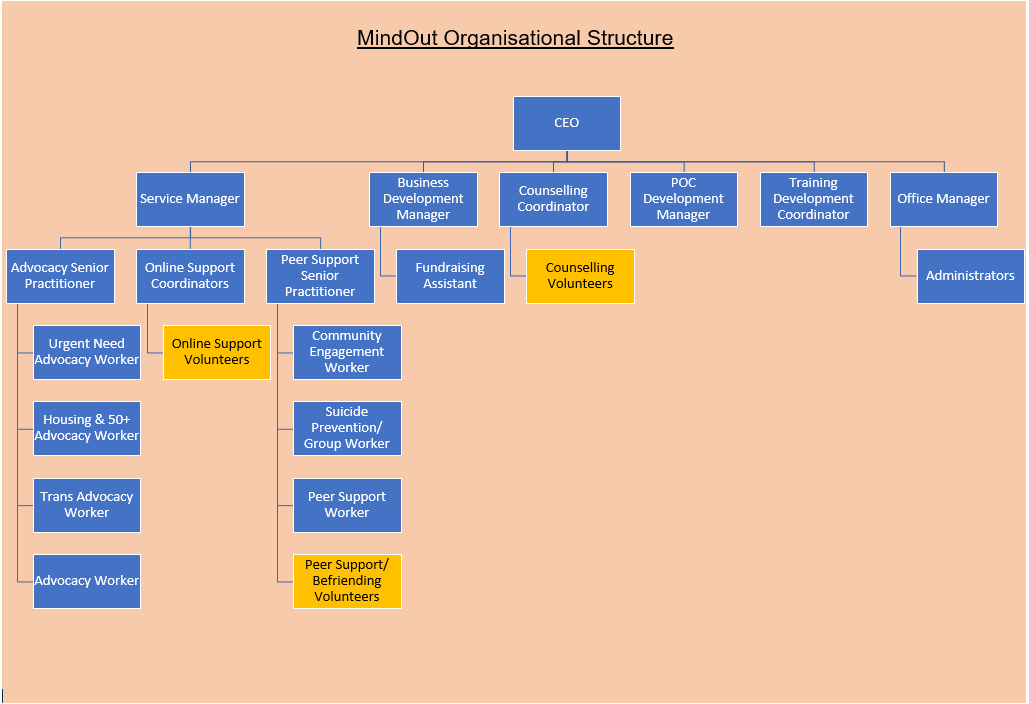 MindOut Organisational Structure
CEO
Service Manager
Business
Development
Manager
Counselling
Coordinator
POC
Development
Manager
Training
Development
Coordinator
Office Manager
Advocacy Senior
Practitioner
Online Support
Coordinators
Peer Support
Senior
Practitioner
Fundraising
Assistant
Counselling
Volunteers
Administrators
Urgent Need
Advocacy Worker
Online Support
Volunteers
Community
Engagement
Worker
Housing & 50+
Advocacy Worker
Suicide
Prevention/
Group Worker
Trans Advocacy
Worker
Peer Support
Worker
Advocacy Worker
Peer Support/
Befriending
Volunteers